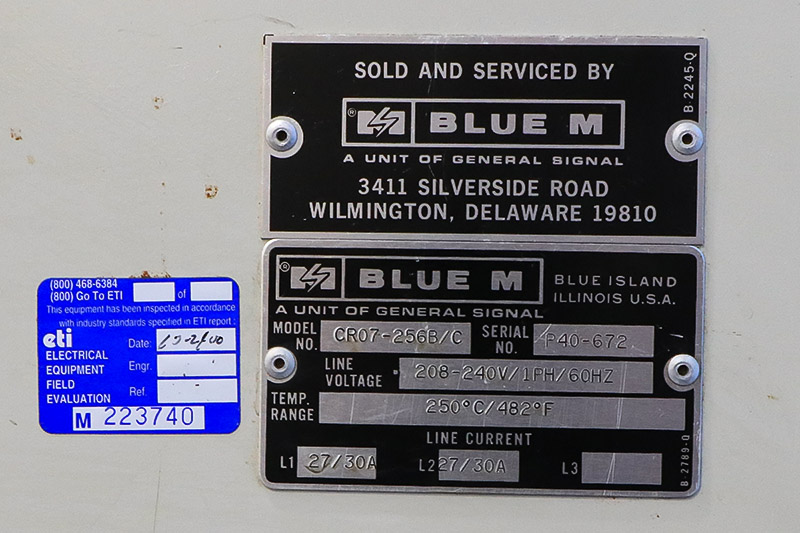 SOLD AND SERVICED BY
® BLUE M
A UNIT OF GENERAL SIGNAL
3411 SILVERSIDE ROAD
WILMINGTON, DELAWARE 19810
B-2245-Q
® BLUE M
A UNIT OF GENERAL SIGNAL
BLUE ISLAND
ILLINOIS U.S.A.
MODEL NO. CR07-256B/C SERIAL NO. P40-672
LINE VOLTAGE 208-240V/1PH/60HZ
TEMP. RANGE 250°C/482°F
LINE CURRENT
L1 27/30A L2 27/30A L3
B-2789-Q
(800) 468-6384
(800) Go To ETI of
This equipment has been inspected in accordance
with industry standards specified in ETI report :
eti
ELECTRICAL
EQUIPMENT
FIELD
EVALUATION
Date:
Engr.
Ref.
M 223740